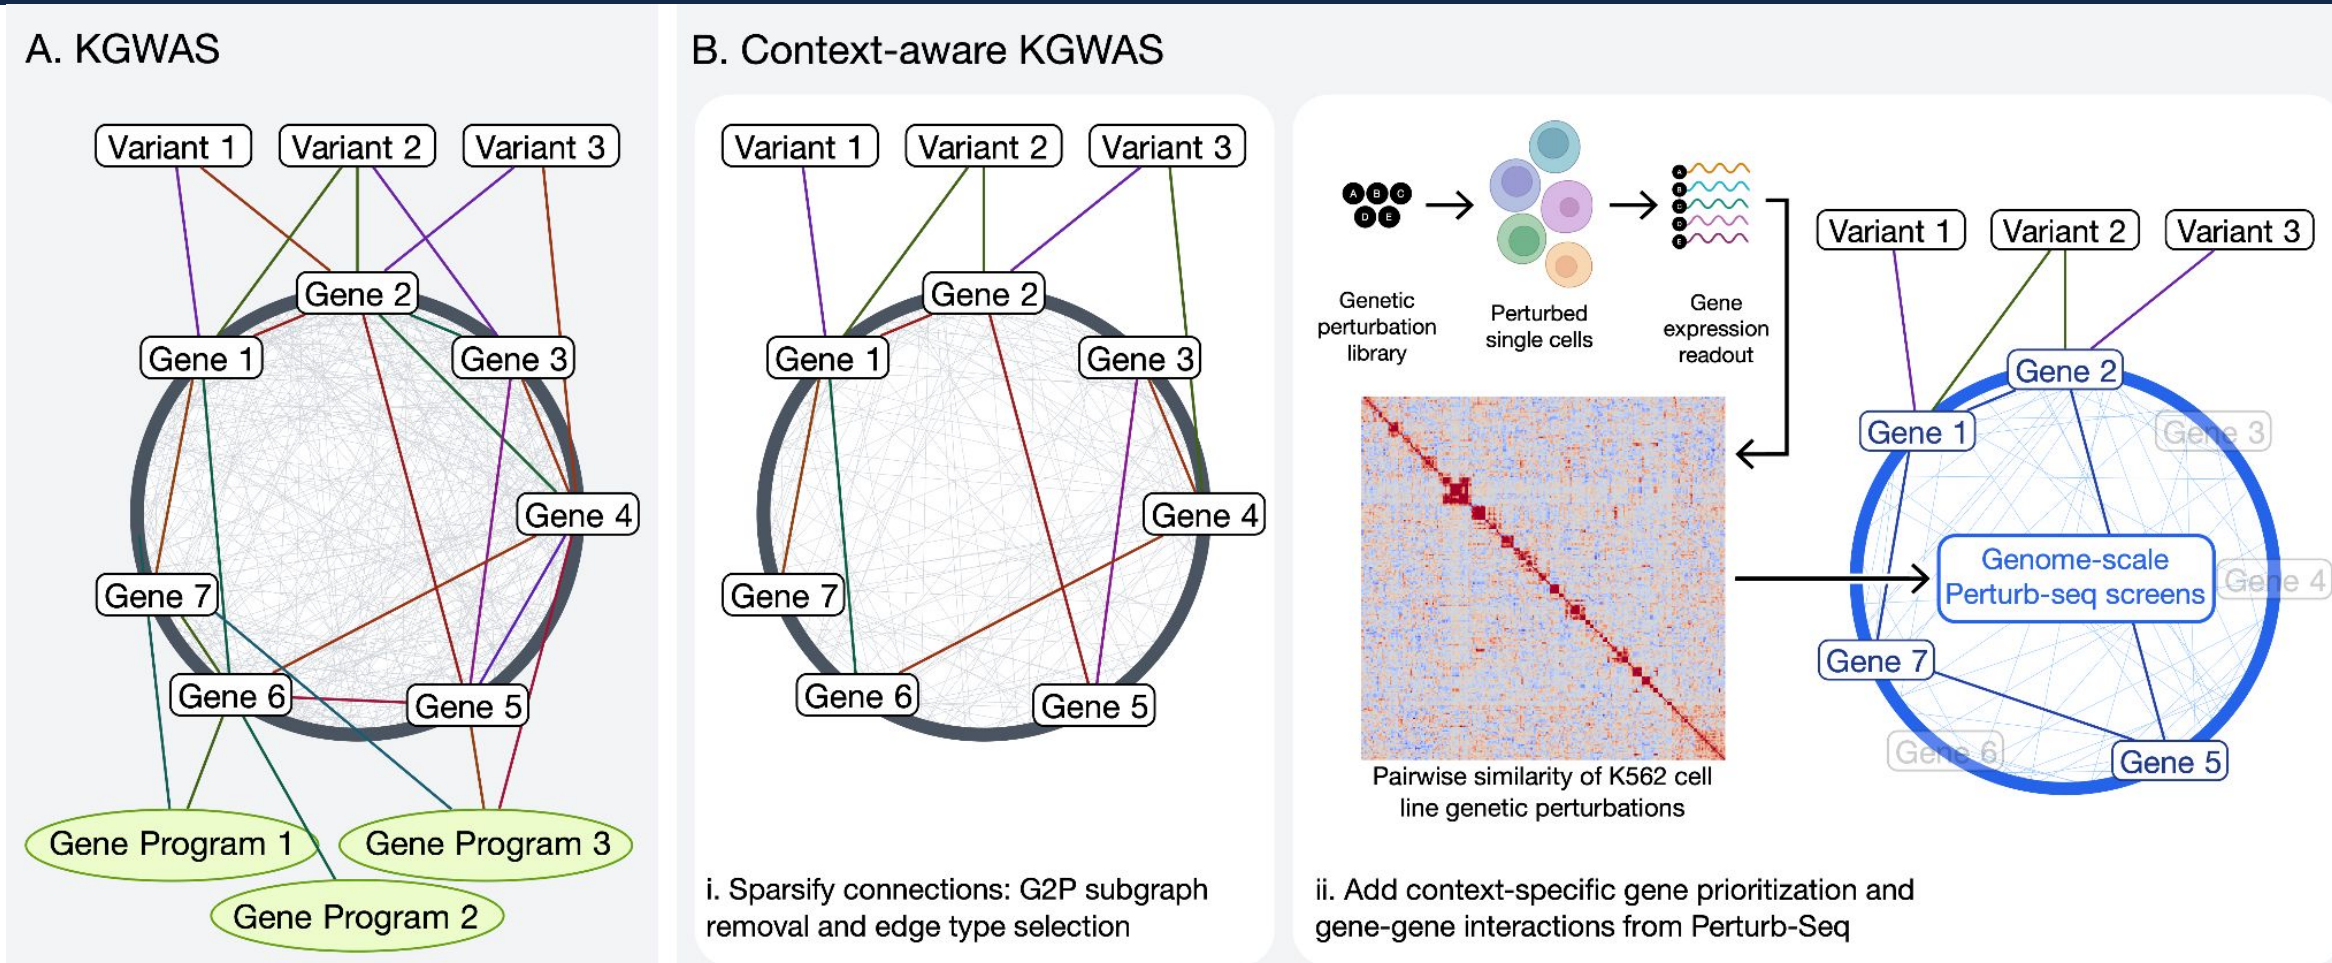 A. KGWAS
Variant 1
Variant 2
Variant 3
Gene 2
Gene 1
Gene 3
Gene 4
Gene 7
Gene 6
Gene 5
Gene Program 1
Gene Program 3
Gene Program 2
B. Context-aware KGWAS
Variant 1
Variant 2
Variant 3
Gene 2
Gene 1
Gene 3
Gene 4
Gene 7
Gene 6
Gene 5
i. Sparsify connections: G2P subgraph
removal and edge type selection
A B C
D E
Genetic
perturbation
library
Perturbed
single cells
A
B
C
D
E
Gene
expression
readout
Pairwise similarity of K562 cell
line genetic perturbations
Variant 1
Variant 2
Variant 3
Gene 2
Gene 1
Gene 3
Genome-scale
Perturb-seq screens
Gene 4
Gene 7
Gene 6
Gene 5
ii. Add context-specific gene prioritization and
gene-gene interactions from Perturb-Seq